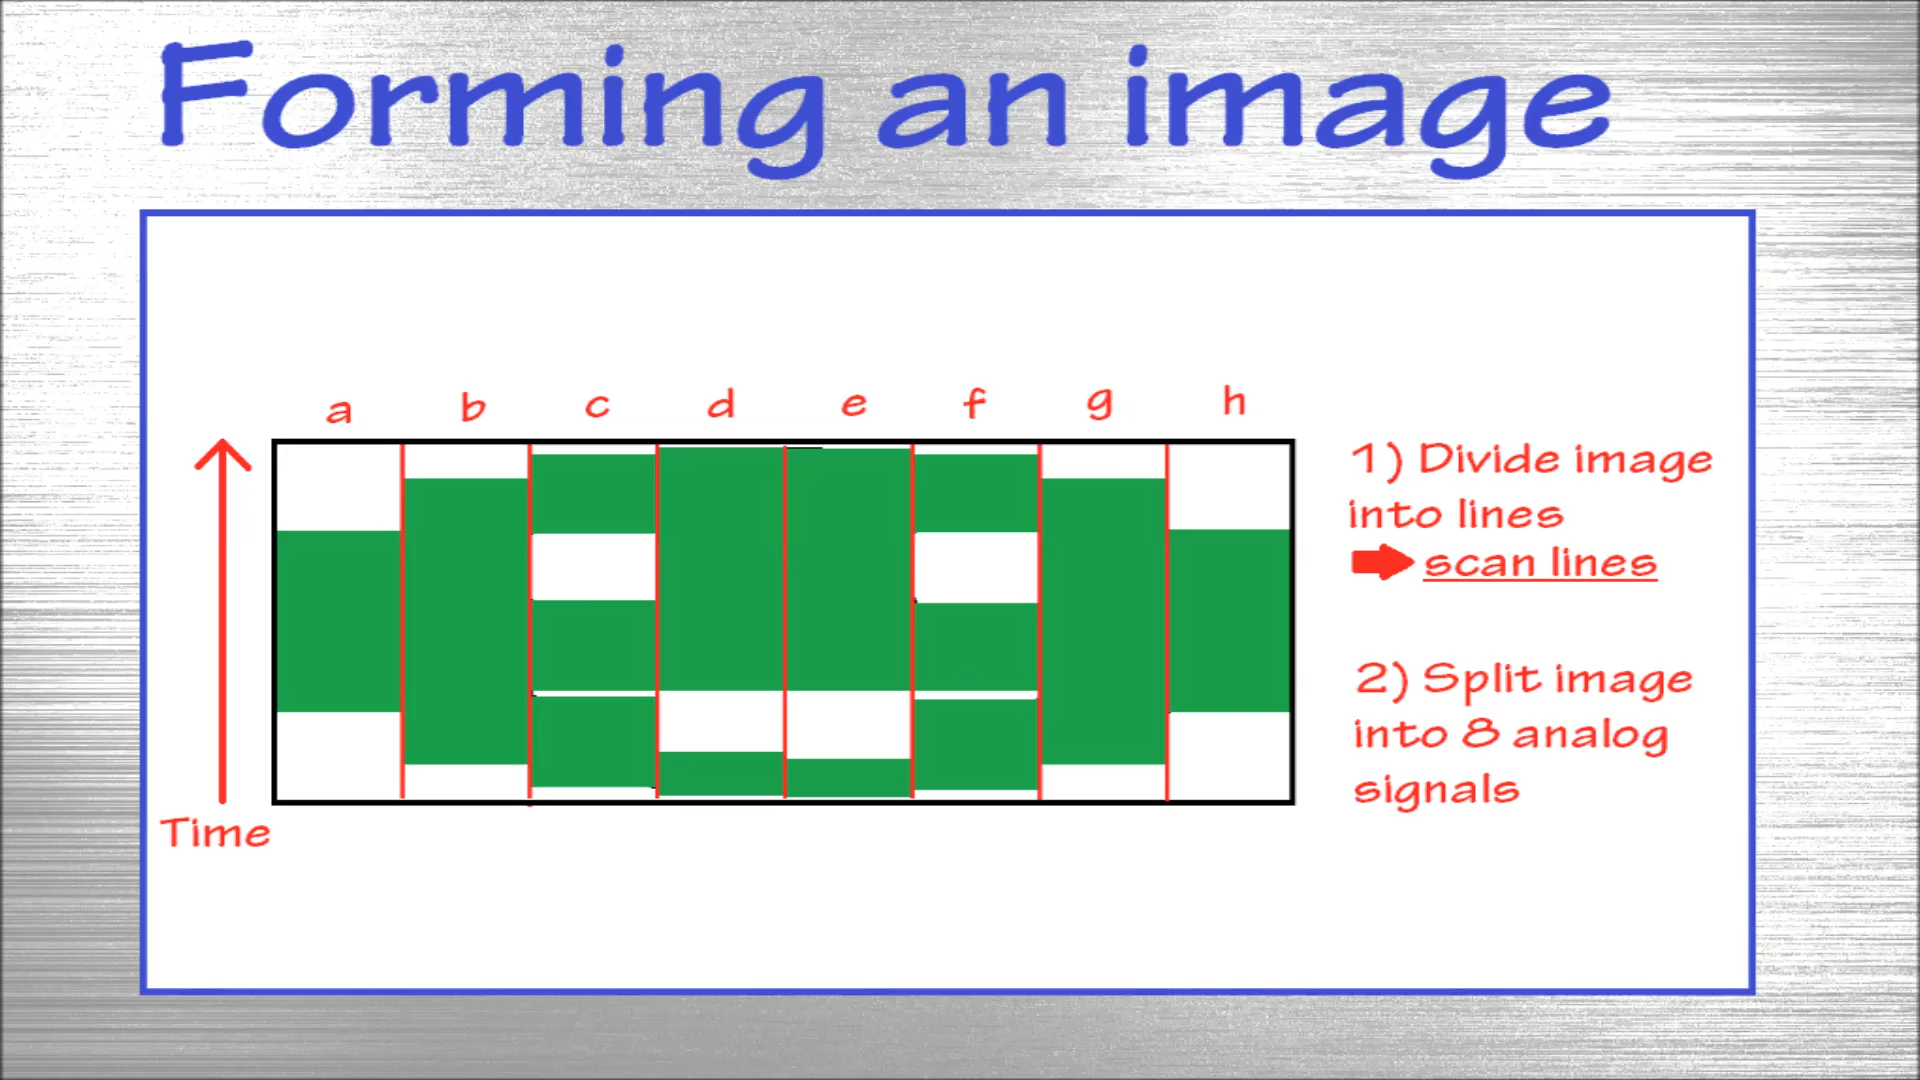 Forming an image
a b c d e f g h
1) Divide image
into lines
scan lines
2) Split image
into 8 analog
signals
Time